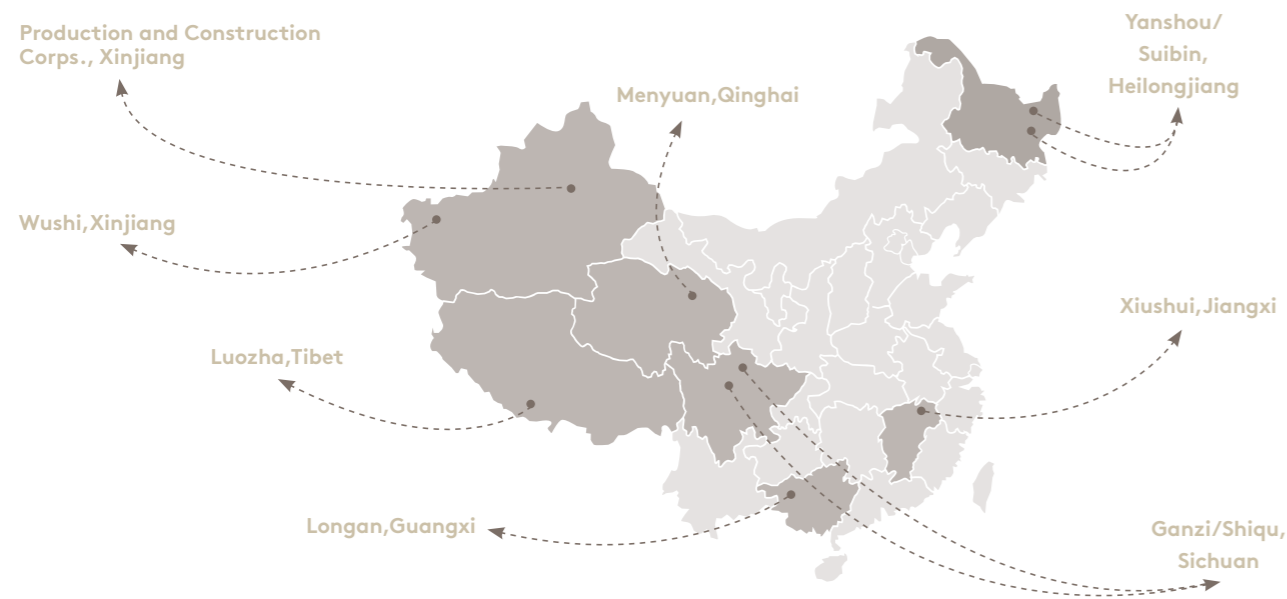 Production and Construction
Corps., Xinjiang
Yanshou/
Suibin,
Heilongjiang
Menyuan,Qinghai
Wushi,Xinjiang
Xiushui,Jiangxi
Luozha,Tibet
Longan,Guangxi
Ganzi/Shiqu,
Sichuan